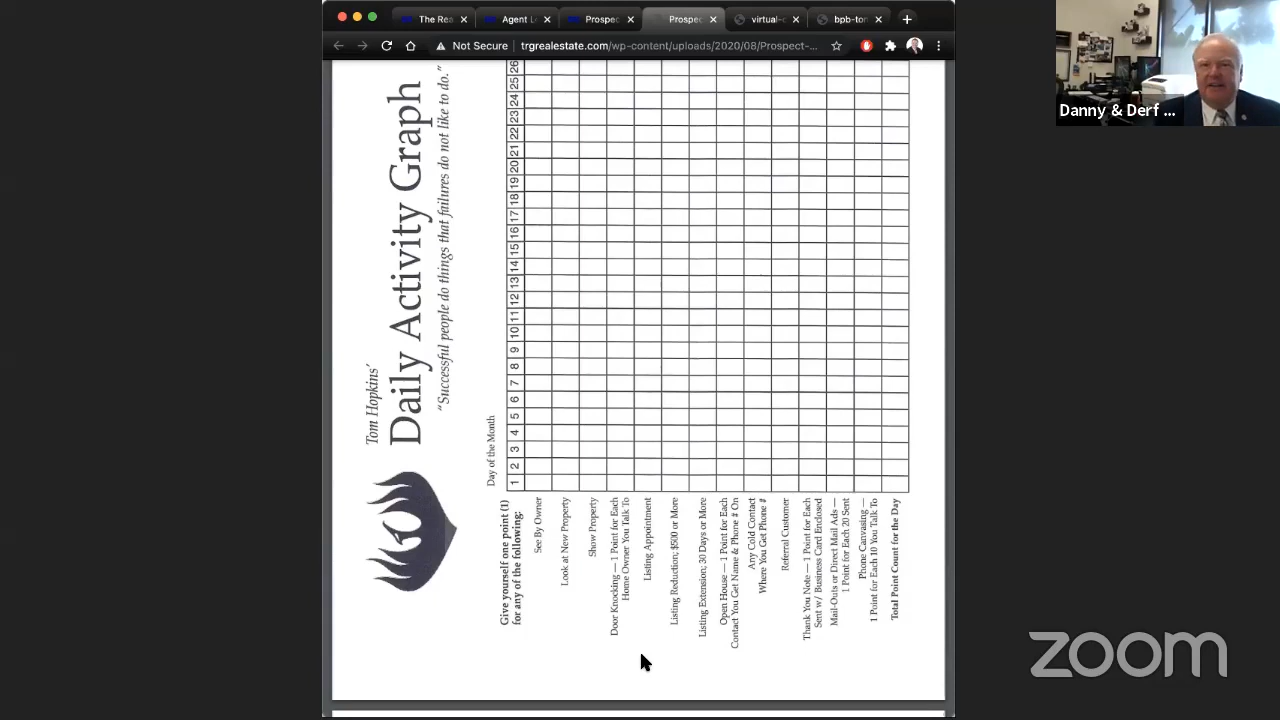 The Rea
Agent L
Prospec
Prospec
virtual-c
bpb-ton
Not Secure
trgrealestate.com/wp-content/uploads/2020/08/Prospect-...
Danny & Derf ...
Tom Hopkins'
Daily Activity Graph
"Successful people do things that failures do not like to do."
Day of the Month
Give yourself one point (1)
for any of the following:
1 2 3 4 5 6 7 8 9 10 11 12 13 14 15 16 17 18 19 20 21 22 23 24 25 26
See By Owner
Look at New Property
Show Property
Door Knocking — 1 Point for Each
Home Owner You Talk To
Listing Appointment
Listing Reduction; $500 or More
Listing Extension; 30 Days or More
Open House — 1 Point for Each
Contact You Get Name & Phone # On
Any Cold Contact
Where You Get Phone #
Referral Customer
Thank You Note — 1 Point for Each
Sent w/ Business Card Enclosed
Mail-Outs or Direct Mail Ads —
1 Point for Each 20 Sent
Phone Canvasing —
1 Point for Each 10 You Talk To
Total Point Count for the Day
zoom